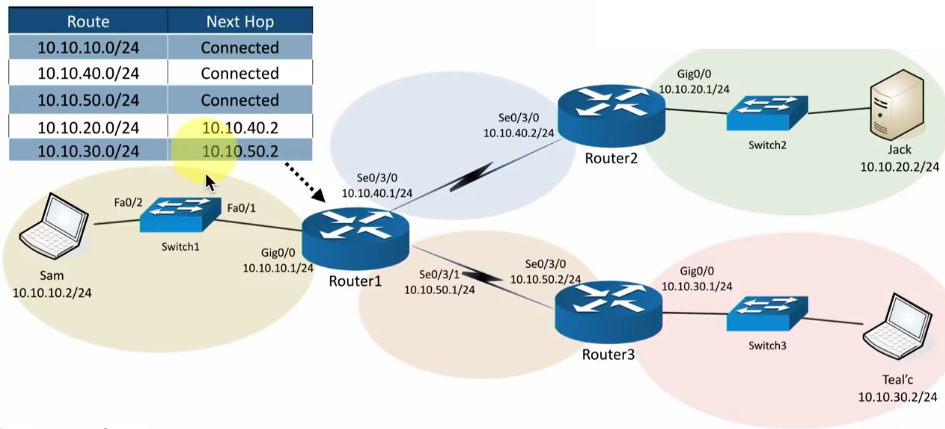 Route Next Hop
10.10.10.0/24 Connected
10.10.40.0/24 Connected
10.10.50.0/24 Connected
10.10.20.0/24 10.10.40.2
10.10.30.0/24 10.10.50.2
Gig0/0
10.10.20.1/24
Se0/3/0
10.10.40.2/24
Router2
Switch2
Jack
10.10.20.2/24
Se0/3/0
10.10.40.1/24
Fa0/2
Fa0/1
Switch1
Gig0/0
10.10.10.1/24
Router1
Sam
10.10.10.2/24
Se0/3/1
10.10.50.1/24
Se0/3/0
10.10.50.2/24
Gig0/0
10.10.30.1/24
Router3
Switch3
Teal'c
10.10.30.2/24